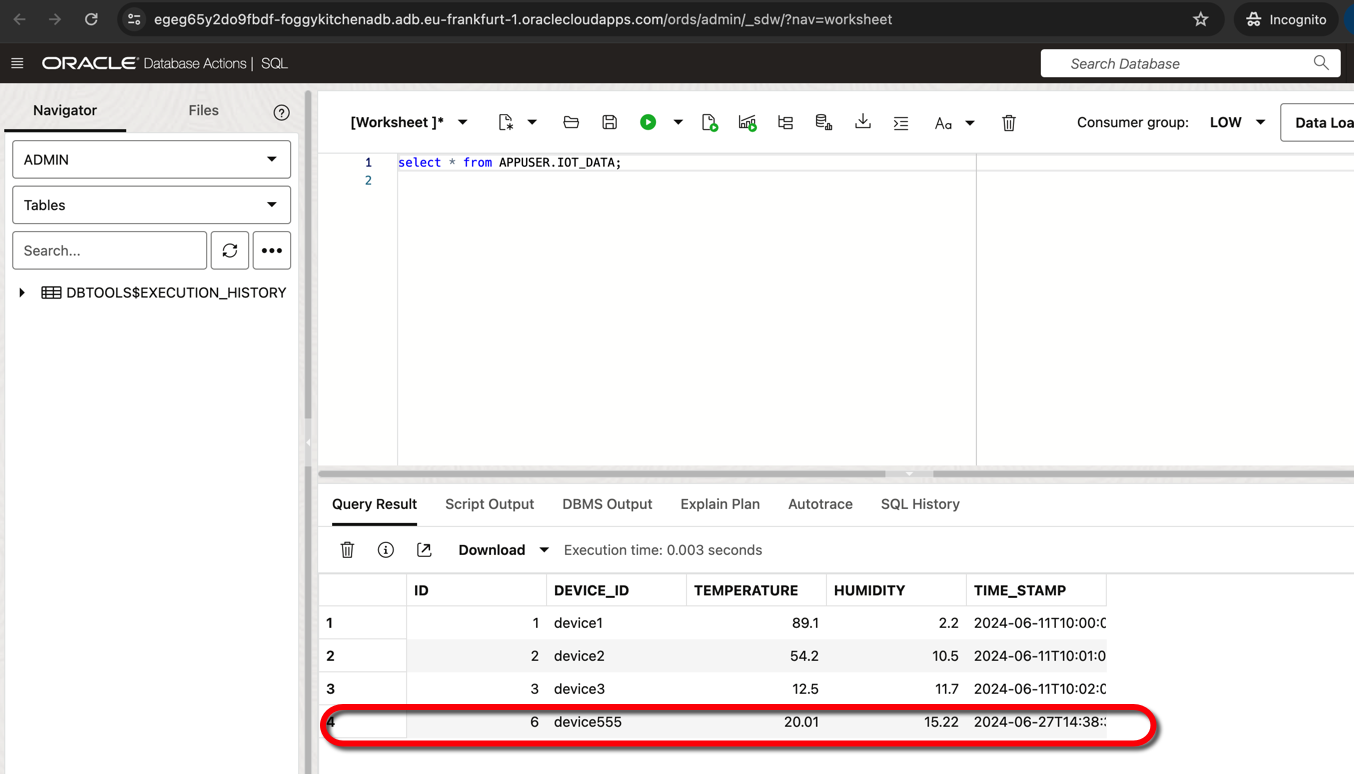 egeg65y2do9fbdf-foggykitchenadb.adb.eu-frankfurt-1.oraclecloudapps.com/ords/admin/_sdw/?nav=worksheet Incognito
ORACLE Database Actions | SQL Search Database
Navigator Files
[Worksheet ]* Aa Consumer group: LOW Data Loa
ADMIN
Tables
Search...
DBTOOLS$EXECUTION_HISTORY
1 select * from APPUSER.IOT_DATA;
2
Query Result Script Output DBMS Output Explain Plan Autotrace SQL History
Download Execution time: 0.003 seconds
ID DEVICE_ID TEMPERATURE HUMIDITY TIME_STAMP
1 1 device1 89.1 2.2 2024-06-11T10:00:0
2 2 device2 54.2 10.5 2024-06-11T10:01:0
3 3 device3 12.5 11.7 2024-06-11T10:02:0
4 6 device555 20.01 15.22 2024-06-27T14:38: